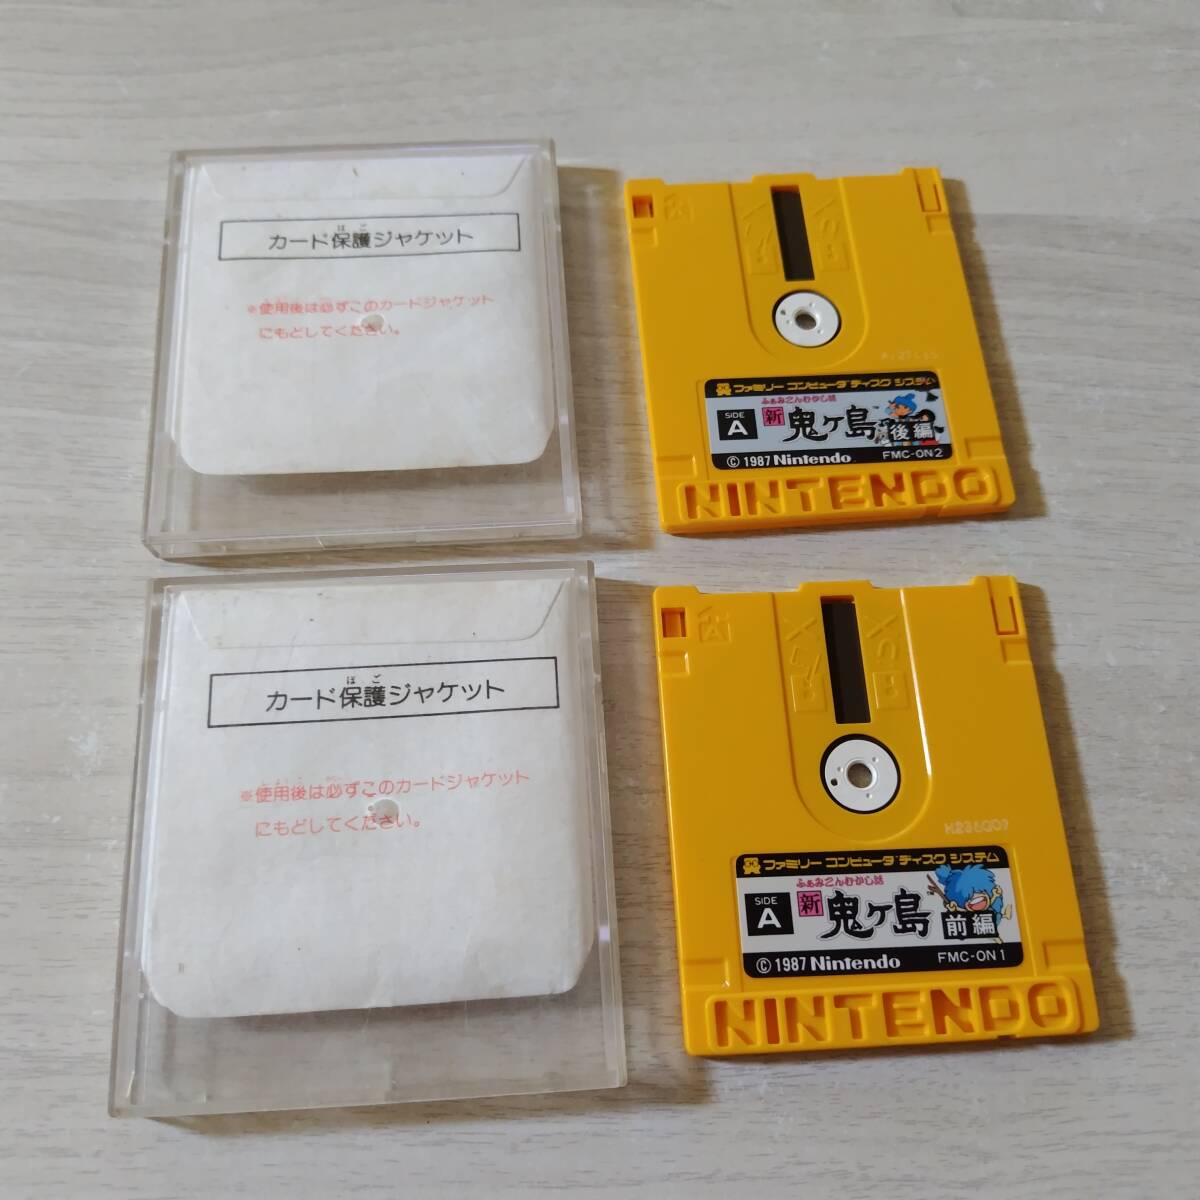 カード保護ジャケット
ほご
※使用後は必ずこのカードジャケット
にもどしてください。
ファミリー コンピュータ ディスク システム
ふぁみこんむかし話
SIDE
A
新
鬼ヶ島
後編
© 1987 Nintendo
FMC-ON2
NINTENDO
カード保護ジャケット
ほご
※使用後は必ずこのカードジャケット
にもどしてください。
A
B
B
H236G09
ファミリー コンピュータ ディスク システム
ふぁみこんむかし話
SIDE
A
新
鬼ヶ島
前編
© 1987 Nintendo
FMC-ON1
NINTENDO